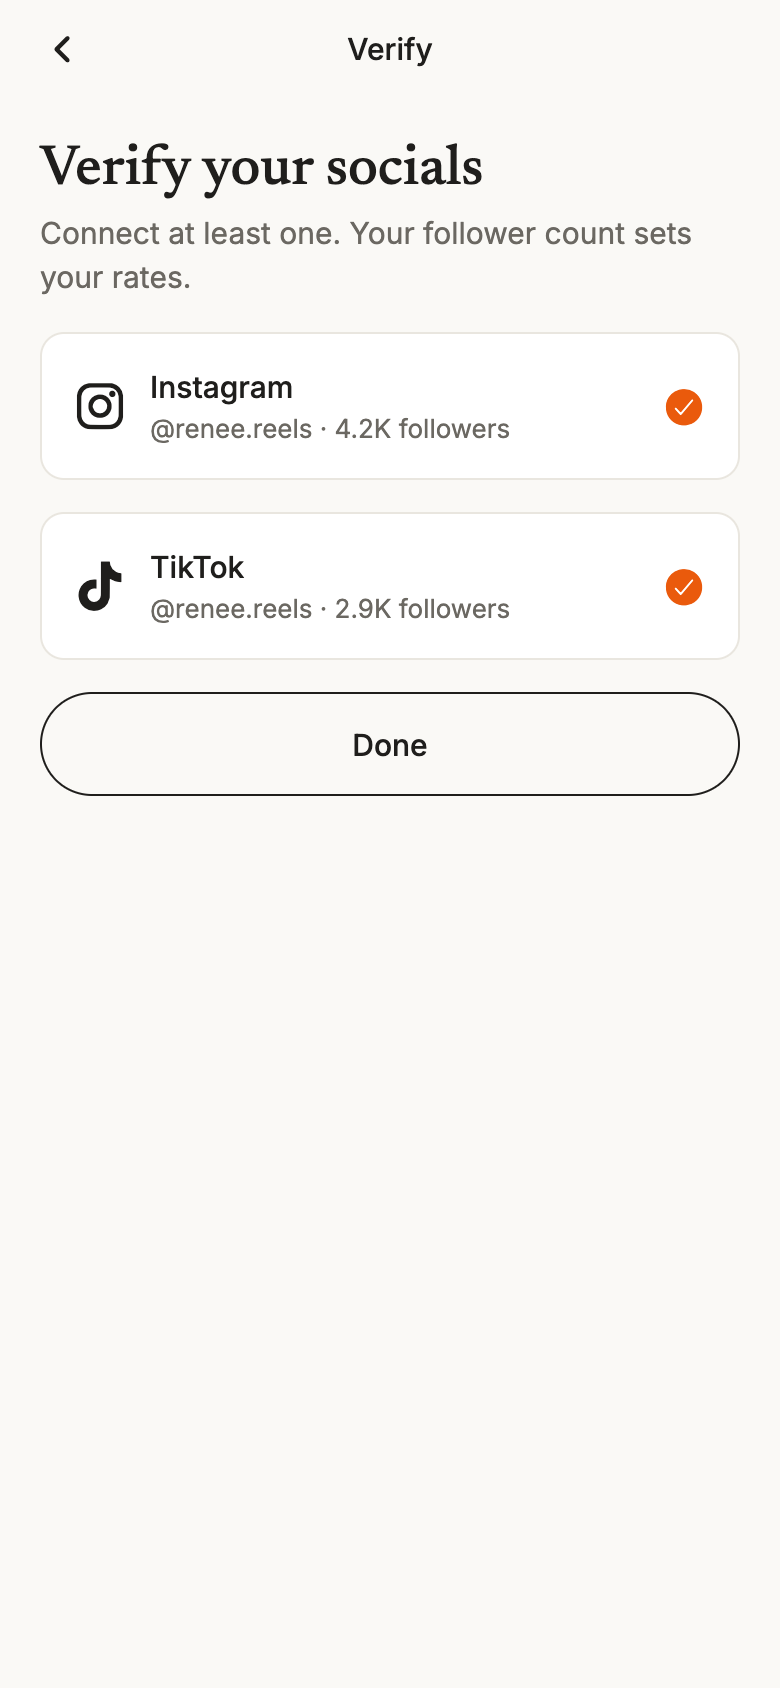 Verify
Verify your socials
Connect at least one. Your follower count sets
your rates.
Instagram
@renee.reels · 4.2K followers
TikTok
@renee.reels · 2.9K followers
Done